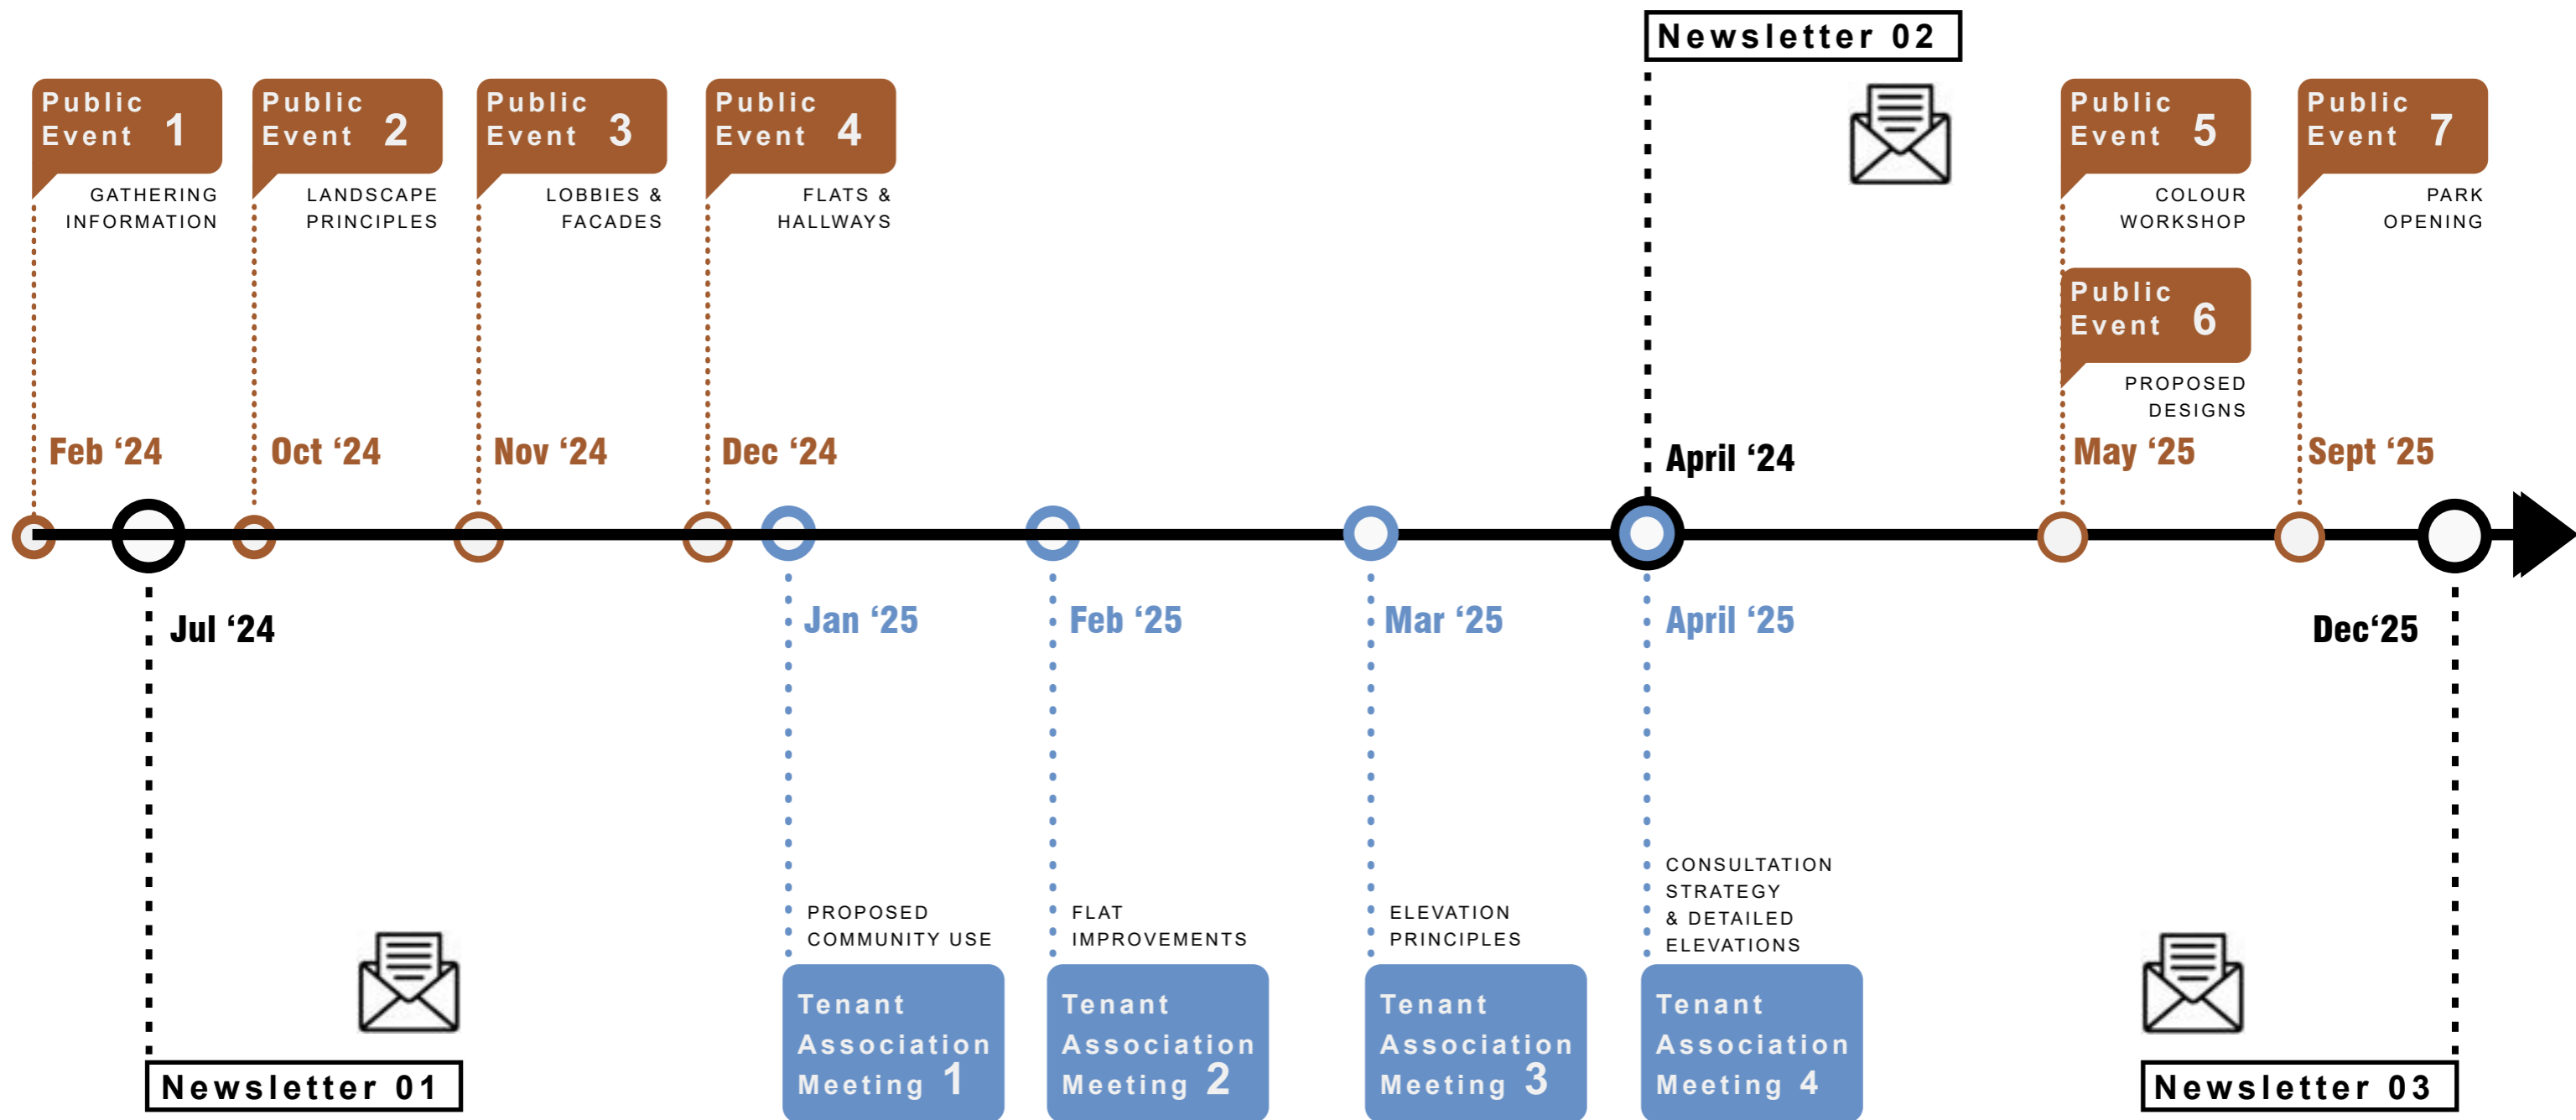 Newsletter 02
Public
Event 1
GATHERING
INFORMATION
Public
Event 2
LANDSCAPE
PRINCIPLES
Public
Event 3
LOBBIES &
FACADES
Public
Event 4
FLATS &
HALLWAYS
Public
Event 5
COLOUR
WORKSHOP
Public
Event 6
PROPOSED
DESIGNS
Public
Event 7
PARK
OPENING
Feb ‘24
Oct ‘24
Nov ‘24
Dec ‘24
April ‘24
May ‘25
Sept ‘25
Jul ‘24
Jan ‘25
Feb ‘25
Mar ‘25
April ‘25
Dec‘25
PROPOSED
COMMUNITY USE
Tenant
Association
Meeting 1
FLAT
IMPROVEMENTS
Tenant
Association
Meeting 2
ELEVATION
PRINCIPLES
Tenant
Association
Meeting 3
CONSULTATION
STRATEGY
& DETAILED
ELEVATIONS
Tenant
Association
Meeting 4
Newsletter 01
Newsletter 03